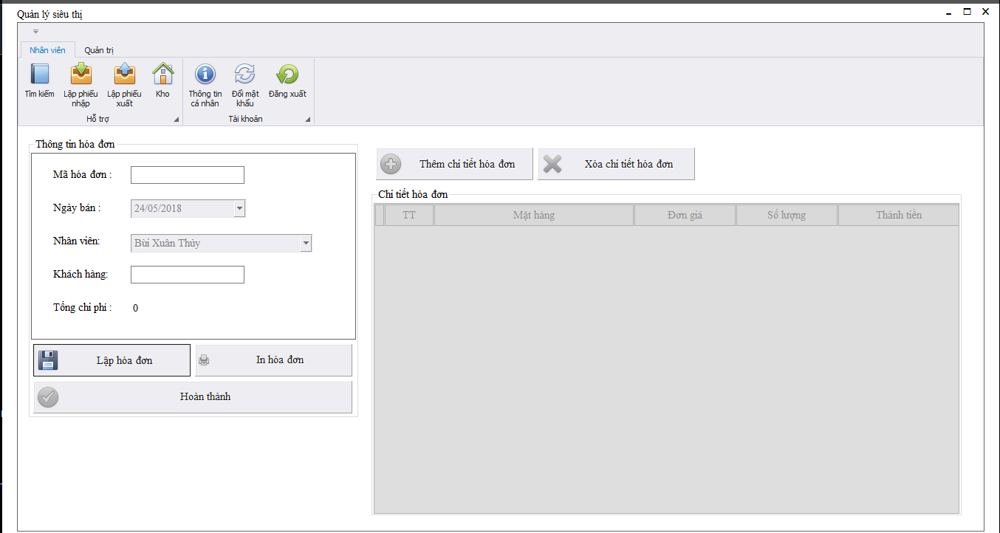 Quản lý siêu thị
Nhân viên
Quản trị
Tìm kiếm
Lập phiếu nhập
Lập phiếu xuất
Kho
Hỗ trợ
Thông tin cá nhân
Đổi mật khẩu
Đăng xuất
Tài khoản
Thông tin hóa đơn
Mã hóa đơn :
Ngày bán :
24/05/2018
Nhân viên:
Bùi Xuân Thủy
Khách hàng:
Tổng chi phí :
0
Lập hóa đơn
In hóa đơn
Hoàn thành
Thêm chi tiết hóa đơn
Xóa chi tiết hóa đơn
Chi tiết hóa đơn
TT
Mặt hàng
Đơn giá
Số lượng
Thành tiền